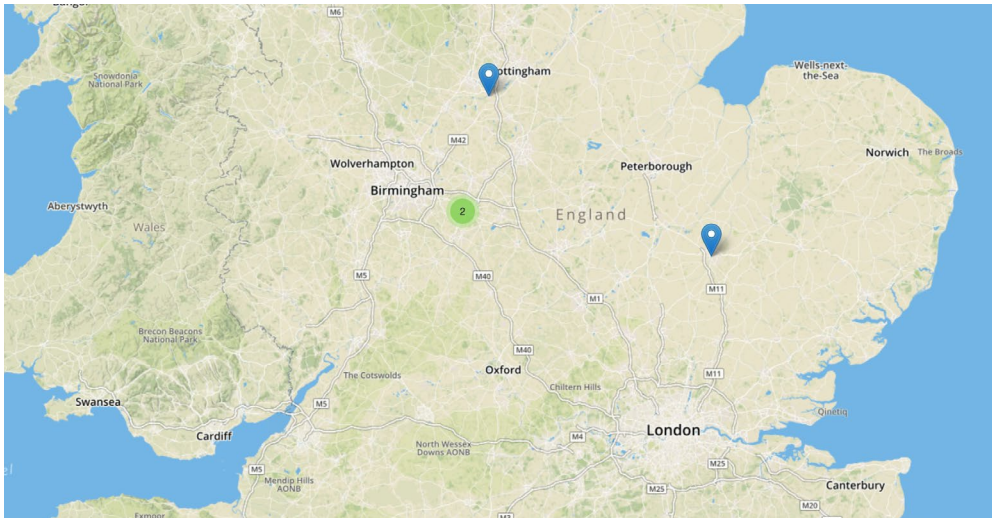 M6
Snowdonia
National Park
ottingham
Wells-next-
the-Sea
M42
Wolverhampton
Peterborough
Norwich
The Broads
Birmingham
Aberystwyth
2
England
Wales
M5
M40
M11
M1
Brecon Beacons
National Park
M40
Oxford
The Cotswolds
M11
Chiltern Hills
Swansea
M5
Qinetiq
Cardiff
M4
London
North Wessex
Downs AONB
M5
M25
Mendip Hills
AONB
M25
Canterbury
M20